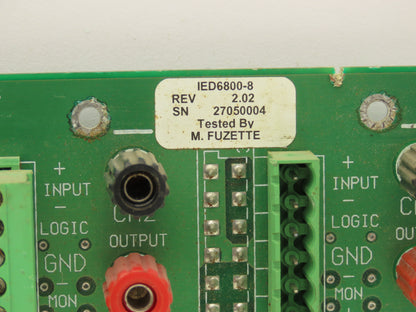 IED6800-8
REV 2.02
SN 27050004
Tested By
M. FUZETTE
+
INPUT
-
LOGIC
GND
-
MON
CH2
OUTPUT
+
INPUT
-
LOGIC
GND
-
MON
OUT